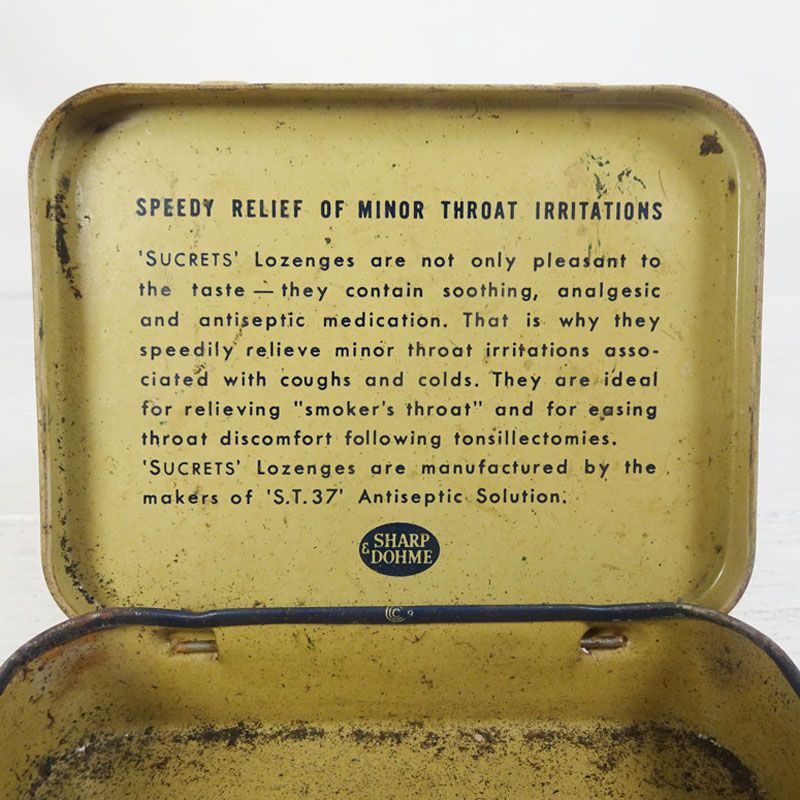 SPEEDY RELIEF OF MINOR THROAT IRRITATIONS
'SUCRETS' Lozenges are not only pleasant to
the taste — they contain soothing, analgesic
and antiseptic medication. That is why they
speedily relieve minor throat irritations asso-
ciated with coughs and colds. They are ideal
for relieving "smoker's throat" and for easing
throat discomfort following tonsillectomies.
'SUCRETS' Lozenges are manufactured by the
makers of 'S.T. 37' Antiseptic Solution.
SHARP
& DOHME